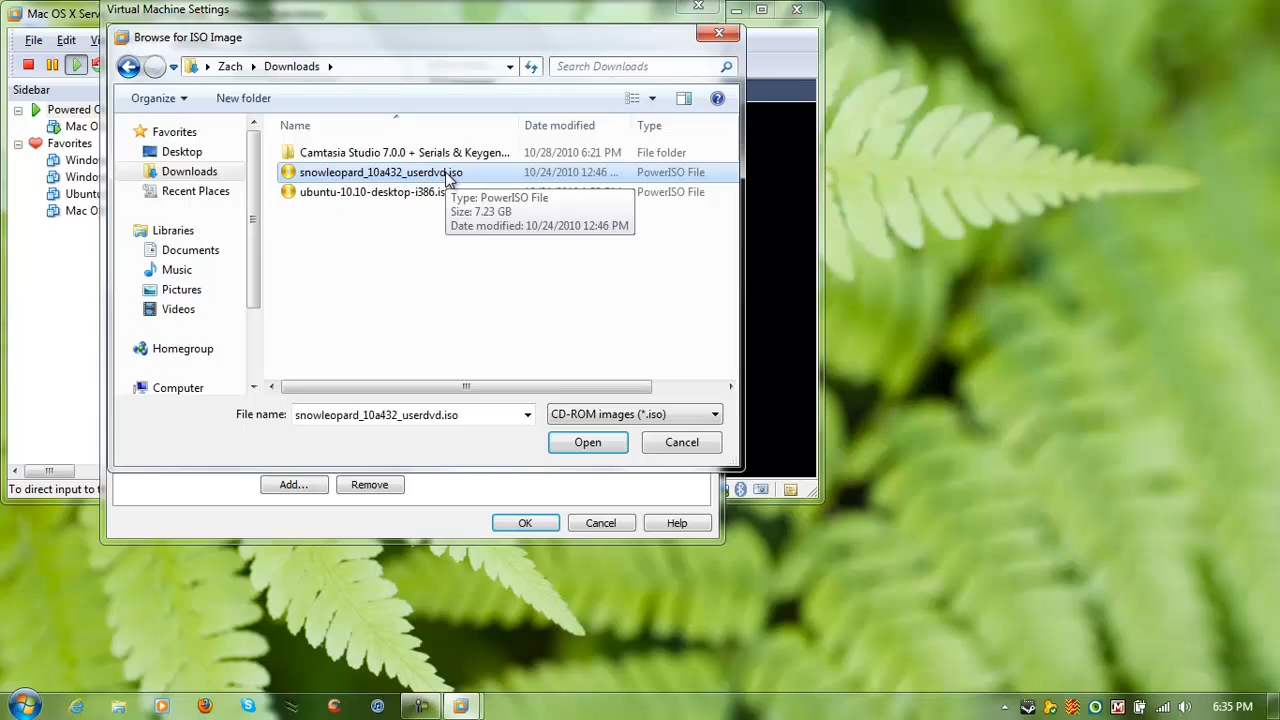 Mac OS X Serv
Virtual Machine Settings
Browse for ISO Image
File Edit Vi
Zach Downloads
Search Downloads
Sidebar
Organize New folder
Powered O
Mac O
Favorites
Window
Window
Ubunt
Mac O
Favorites
Desktop
Downloads
Recent Places
Libraries
Documents
Music
Pictures
Videos
Homegroup
Computer
Name Date modified Type
Camtasia Studio 7.0.0 + Serials & Keygen... 10/28/2010 6:21 PM File folder
snowleopard_10a432_userdvd.iso 10/24/2010 12:46 ... PowerISO File
ubuntu-10.10-desktop-i386.is PowerISO File
Type: PowerISO File
Size: 7.23 GB
Date modified: 10/24/2010 12:46 PM
File name: snowleopard_10a432_userdvd.iso CD-ROM images (*.iso)
Open Cancel
To direct input to t
Add... Remove
OK Cancel Help
6:35 PM